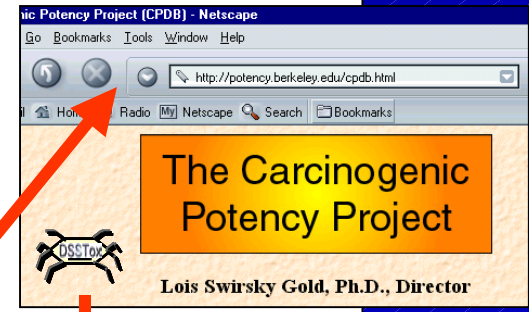 nic Potency Project (CPDB) - Netscape
Go Bookmarks Tools Window Help
http://potency.berkeley.edu/cpdb.html
Radio My Netscape Search Bookmarks
The Carcinogenic
Potency Project
DSSTox
Lois Swirsky Gold, Ph.D., Director